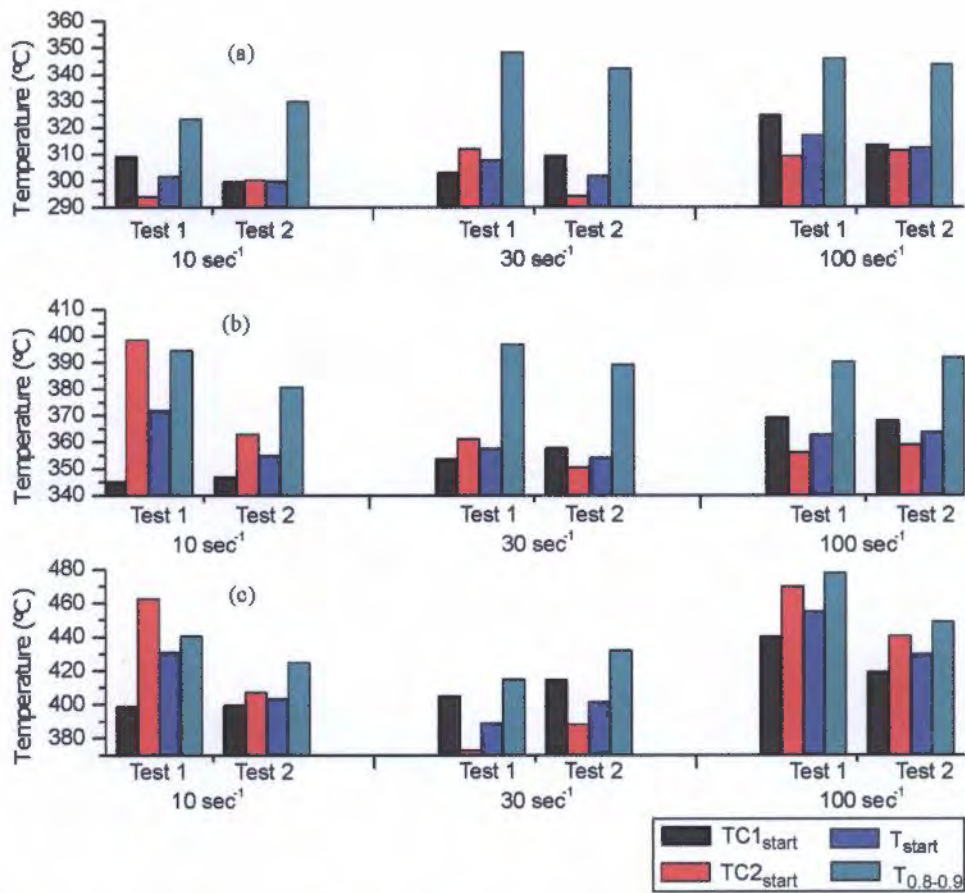 360
350
340
330
320
310
300
290
Temperature (ºC)
(a)
Test 1 Test 2 Test 1 Test 2 Test 1 Test 2
10 sec⁻¹ 30 sec⁻¹ 100 sec⁻¹
410
400
390
380
370
360
350
340
Temperature (ºC)
(b)
Test 1 Test 2 Test 1 Test 2 Test 1 Test 2
10 sec⁻¹ 30 sec⁻¹ 100 sec⁻¹
480
460
440
420
400
380
Temperature (ºC)
(c)
Test 1 Test 2 Test 1 Test 2 Test 1 Test 2
10 sec⁻¹ 30 sec⁻¹ 100 sec⁻¹
TC1start Tstart
TC2start T0.8-0.9